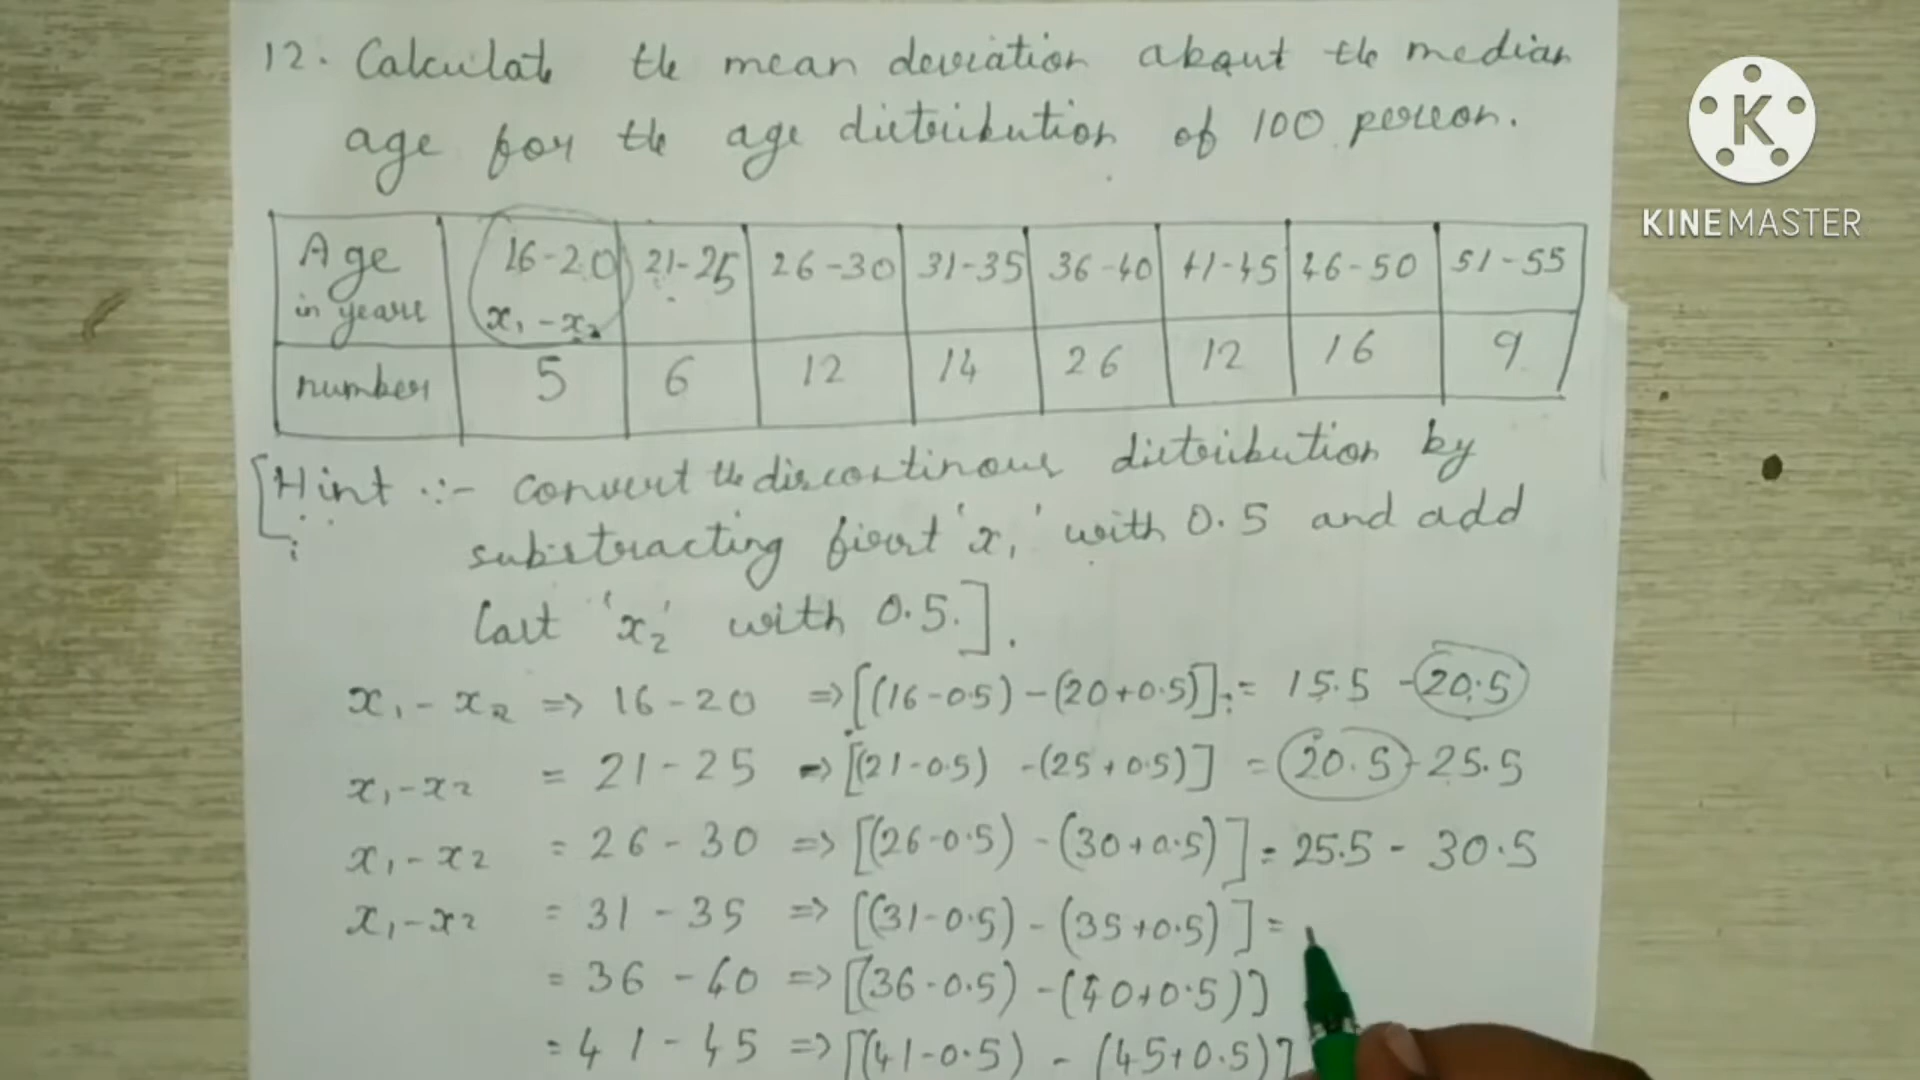 12. Calculate the mean deviation about the median
age for the age distribution of 100 person.
Age in years | 16-20 x₁-x₂ | 21-25 | 26-30 | 31-35 | 36-40 | 41-45 | 46-50 | 51-55
number | 5 | 6 | 12 | 14 | 26 | 12 | 16 | 9
[Hint :- convert the discontinous distribution by
substracting first 'x₁' with 0.5 and add
last 'x₂' with 0.5.].
x₁-x₂ => 16-20 => [(16-0.5)-(20+0.5)] = 15.5-20.5
x₁-x₂ = 21-25 => [(21-0.5)-(25+0.5)] = 20.5-25.5
x₁-x₂ = 26-30 => [(26-0.5)-(30+0.5)] = 25.5-30.5
x₁-x₂ = 31-35 => [(31-0.5)-(35+0.5)] =
= 36-40 => [(36-0.5)-(40+0.5)]
= 41-45 => [(41-0.5)-(45+0.5)]
K
KINEMASTER